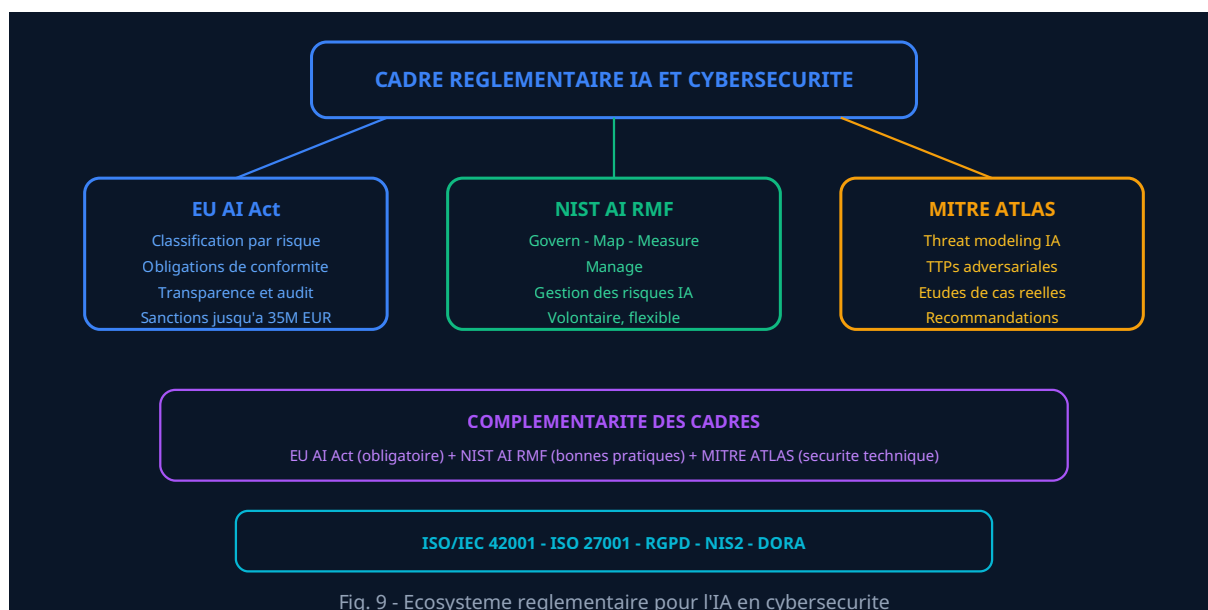 CADRE REGLEMENTAIRE IA ET CYBERSECURITE
EU AI Act
Classification par risque
Obligations de conformite
Transparence et audit
Sanctions jusqu'a 35M EUR
NIST AI RMF
Govern - Map - Measure
Manage
Gestion des risques IA
Volontaire, flexible
MITRE ATLAS
Threat modeling IA
TTPs adversariales
Etudes de cas reelles
Recommandations
COMPLEMENTARITE DES CADRES
EU AI Act (obligatoire) + NIST AI RMF (bonnes pratiques) + MITRE ATLAS (securite technique)
ISO/IEC 42001 - ISO 27001 - RGPD - NIS2 - DORA
Fig. 9 - Ecosysteme reglementaire pour l'IA en cybersecurite